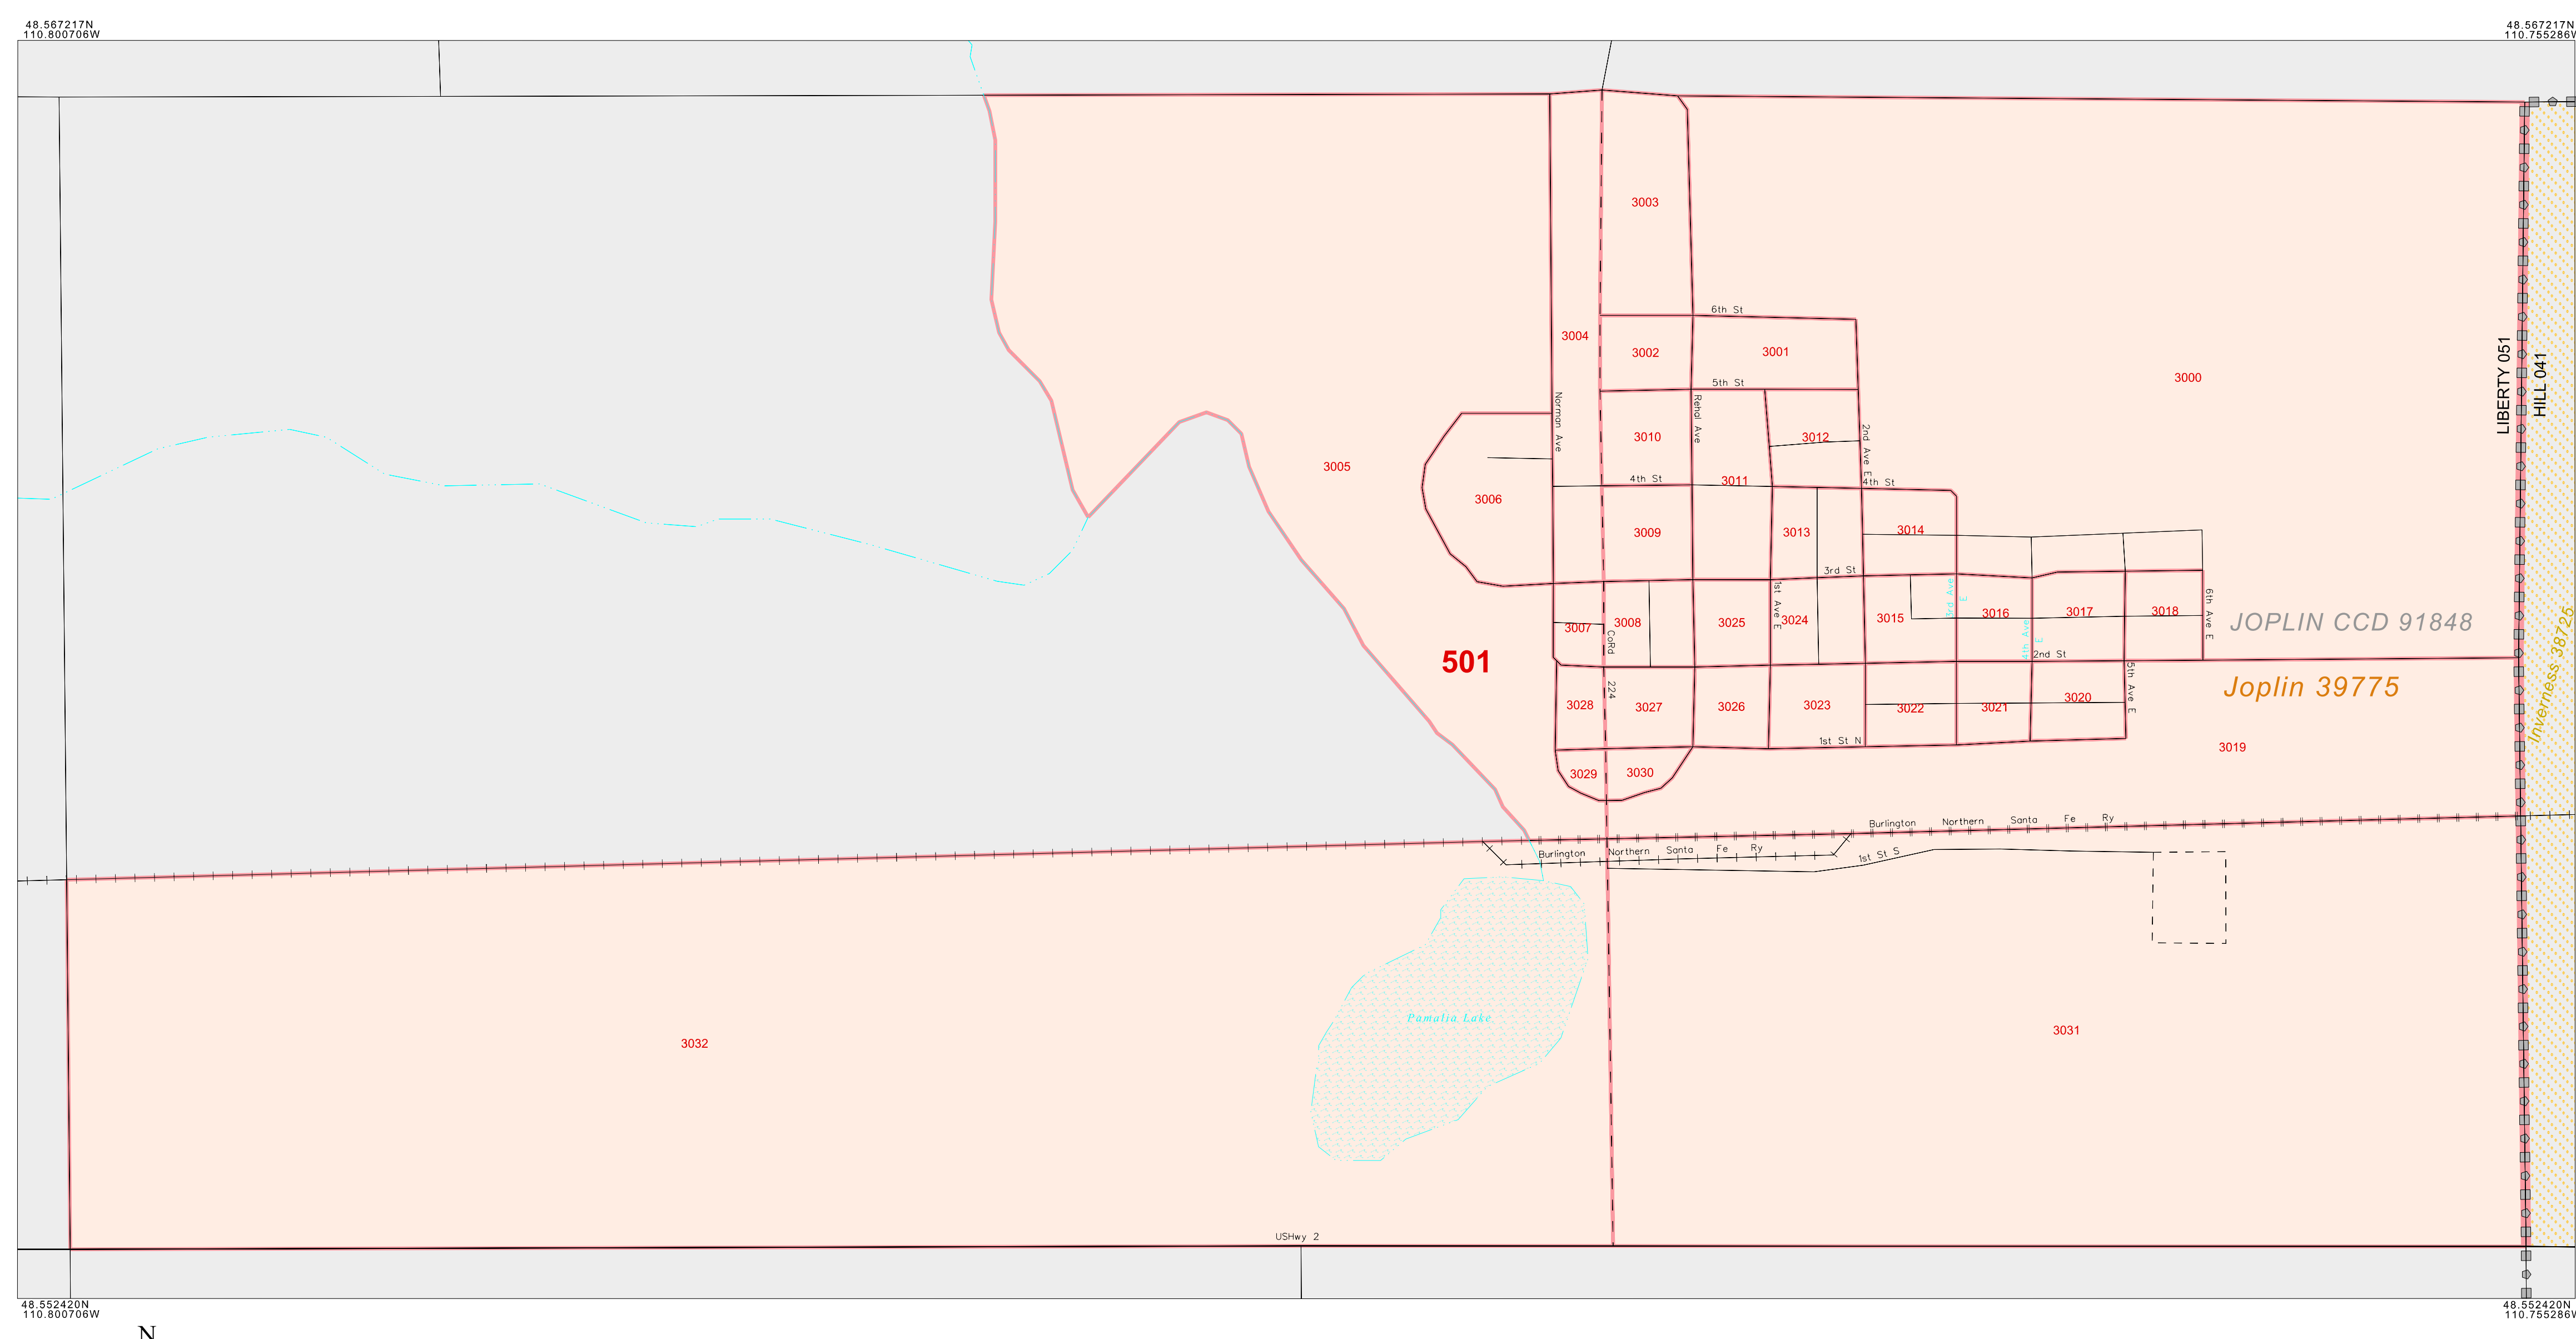 48.567217N
110.800706W
48.567217N
110.755286W
3003
6th St
3004
3002
3001
LIBERTY 051
HILL 041
3000
5th St
Norman Ave
Rehal Ave
2nd Ave E
3010
3012
3005
4th St
3011
4th St
3006
3009
3013
3014
3rd St
1st Ave E
3rd Ave E
6th Ave E
3007
3008
3025
3024
3015
3016
3017
3018
JOPLIN CCD 91848
4th Ave E
CoRd 224
501
2nd St
5th Ave E
Joplin 39775
Inverness 38725
3028
3027
3026
3023
3022
3021
3020
1st St N
3019
3029
3030
Burlington Northern Santa Fe Ry
Burlington Northern Santa Fe Ry
1st St S
Pamalia Lake
3031
3032
USHwy 2
48.552420N
110.800706W
48.552420N
110.755286W
N